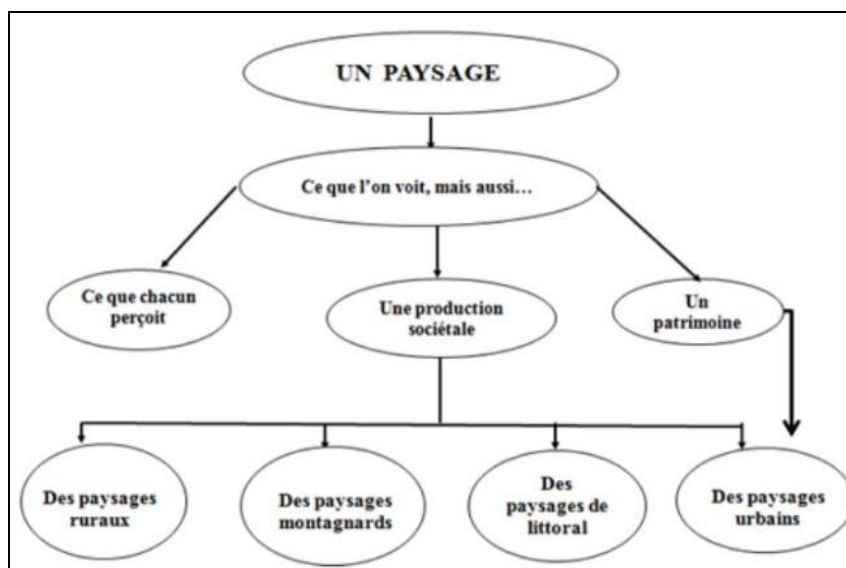 UN PAYSAGE
Ce que l’on voit, mais aussi…
Ce que chacun
perçoit
Une production
sociétale
Un
patrimoine
Des paysages
ruraux
Des paysages
montagnards
Des
paysages de
littoral
Des paysages
urbains